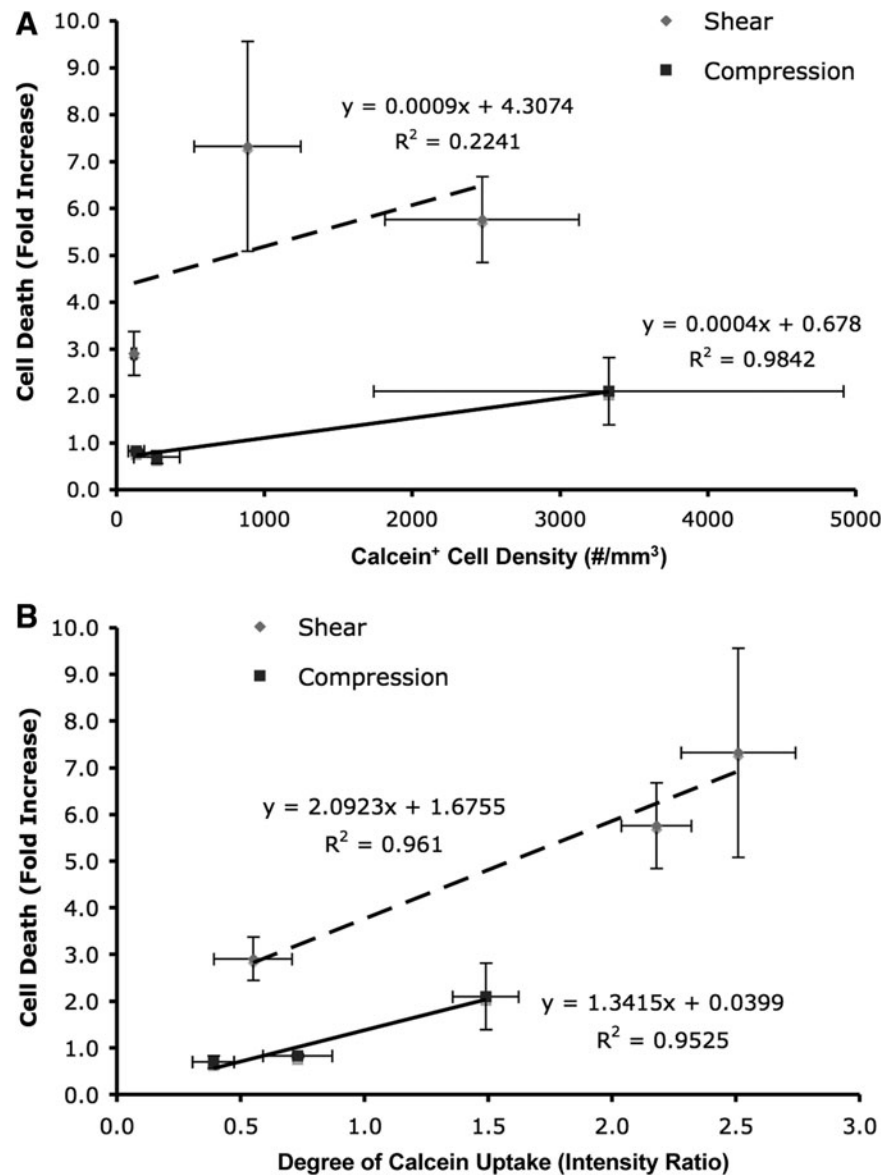 A
10.0
9.0
8.0
7.0
6.0
5.0
4.0
3.0
2.0
1.0
0.0
Cell Death (Fold Increase)
Shear
Compression
y = 0.0009x + 4.3074
R² = 0.2241
y = 0.0004x + 0.678
R² = 0.9842
0 1000 2000 3000 4000 5000
Calcein⁺ Cell Density (#/mm³)
B
10.0
9.0
8.0
7.0
6.0
5.0
4.0
3.0
2.0
1.0
0.0
Cell Death (Fold Increase)
Shear
Compression
y = 2.0923x + 1.6755
R² = 0.961
y = 1.3415x + 0.0399
R² = 0.9525
0.0 0.5 1.0 1.5 2.0 2.5 3.0
Degree of Calcein Uptake (Intensity Ratio)